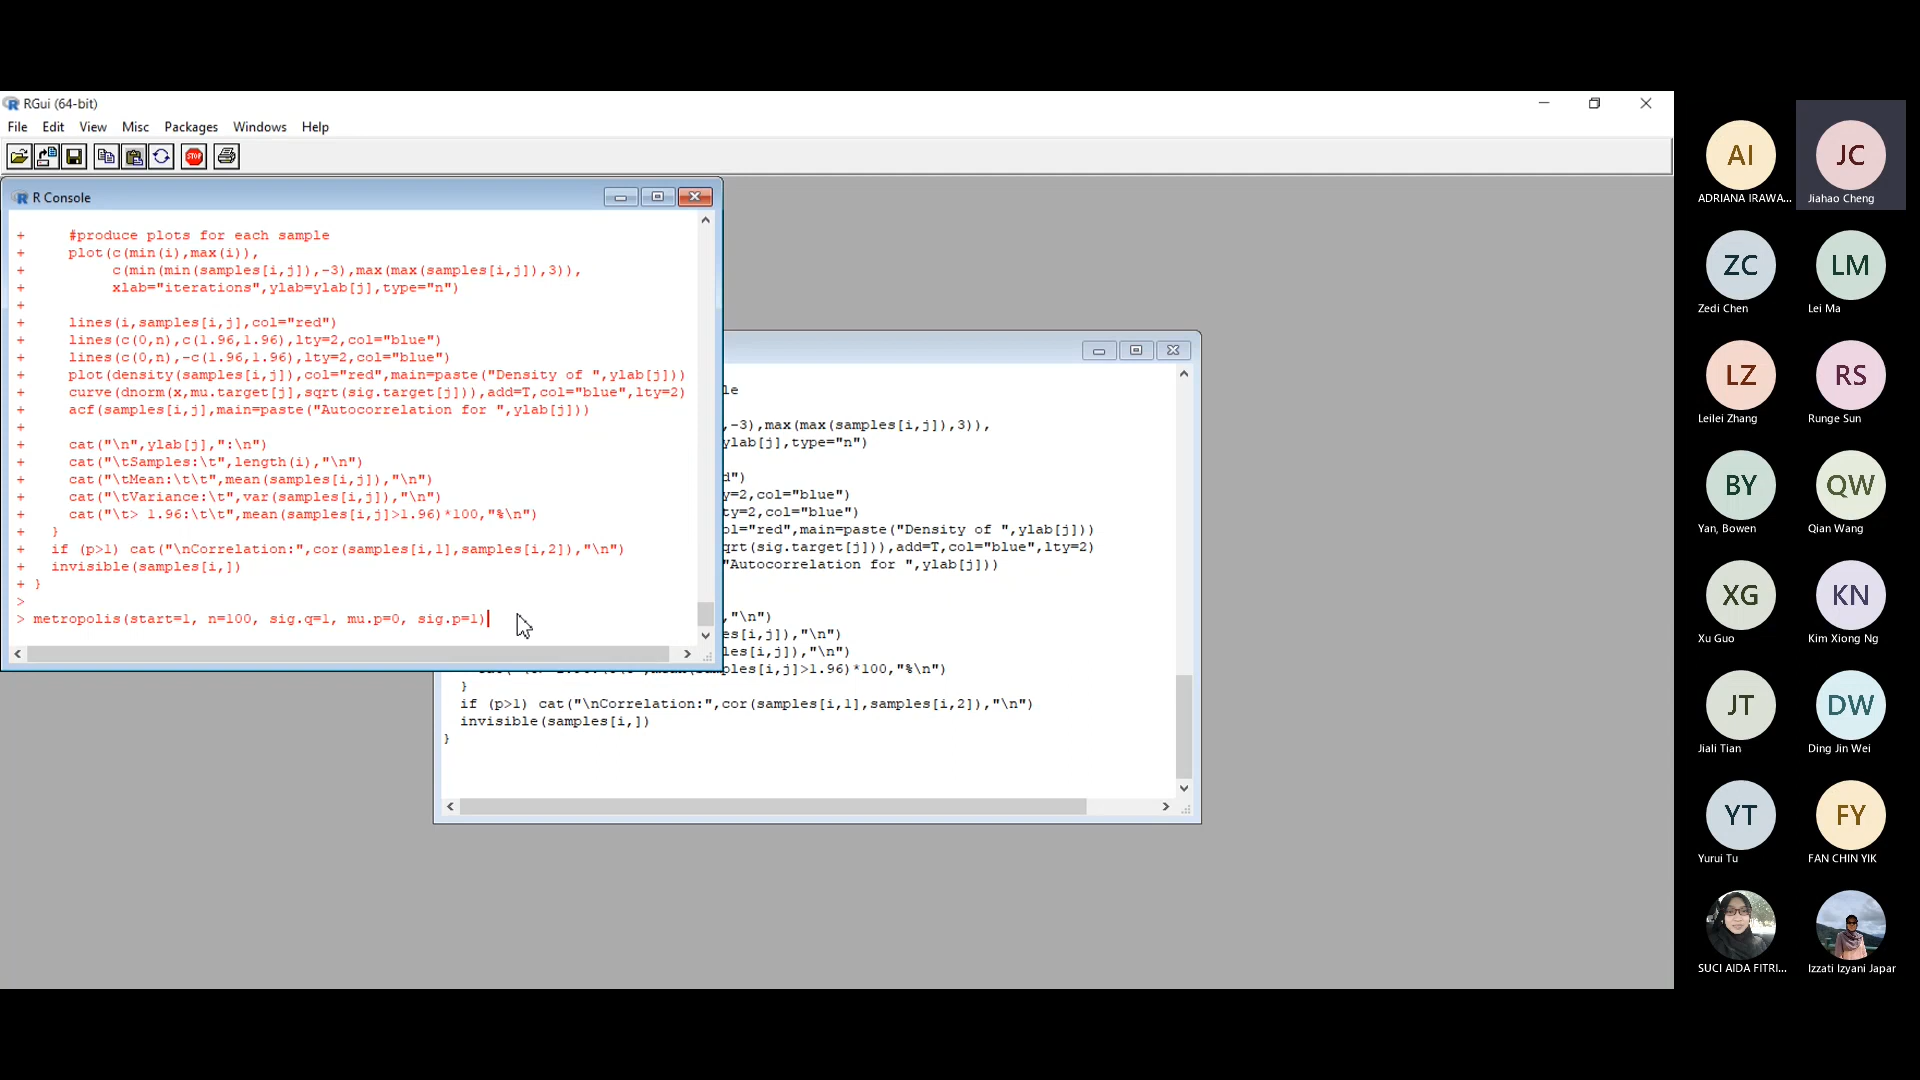 RGui (64-bit)
File Edit View Misc Packages Windows Help
STOP
R Console
+     #produce plots for each sample
+     plot(c(min(i),max(i)),
+          c(min(min(samples[i,j]),-3),max(max(samples[i,j]),3)),
+          xlab="iterations",ylab=ylab[j],type="n")
+
+     lines(i,samples[i,j],col="red")
+     lines(c(0,n),c(1.96,1.96),lty=2,col="blue")
+     lines(c(0,n),-c(1.96,1.96),lty=2,col="blue")
+     plot(density(samples[i,j]),col="red",main=paste("Density of ",ylab[j]))
+     curve(dnorm(x,mu.target[j],sqrt(sig.target[j])),add=T,col="blue",lty=2)
+     acf(samples[i,j],main=paste("Autocorrelation for ",ylab[j]))
+
+     cat("\n",ylab[j],":\n")
+     cat("\tSamples:\t",length(i),"\n")
+     cat("\tMean:\t\t",mean(samples[i,j]),"\n")
+     cat("\tVariance:\t",var(samples[i,j]),"\n")
+     cat("\t> 1.96:\t\t",mean(samples[i,j]>1.96)*100,"%\n")
+   }
+   if (p>1) cat("\nCorrelation:",cor(samples[i,1],samples[i,2]),"\n")
+   invisible(samples[i,])
+ }
>
> metropolis(start=1, n=100, sig.q=1, mu.p=0, sig.p=1)
le
,-3),max(max(samples[i,j]),3)),
ylab[j],type="n")
d")
y=2,col="blue")
ty=2,col="blue")
ol="red",main=paste("Density of ",ylab[j]))
qrt(sig.target[j])),add=T,col="blue",lty=2)
"Autocorrelation for ",ylab[j]))
,"\n")
es[i,j]),"\n")
les[i,j]),"\n")
ples[i,j]>1.96)*100,"%\n")
}
if (p>1) cat("\nCorrelation:",cor(samples[i,1],samples[i,2]),"\n")
invisible(samples[i,])
}
AI JC
ADRIANA IRAWA... Jiahao Cheng
ZC LM
Zedi Chen Lei Ma
LZ RS
Leilei Zhang Runge Sun
BY QW
Yan, Bowen Qian Wang
XG KN
Xu Guo Kim Xiong Ng
JT DW
Jiali Tian Ding Jin Wei
YT FY
Yurui Tu FAN CHIN YIK
SUCI AIDA FITRI... Izzati Izyani Japar